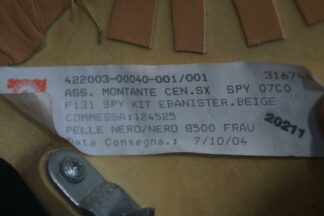 422003-00040-001/001 316744
ASS. MONTANTE CEN.SX SPY 07C0
F131 SPY KIT EBANISTER.BEIGE
COMMESSA:124525
PELLE NERO/NERO 8500 FRAU
20211
Data Consegna.: 7/10/04